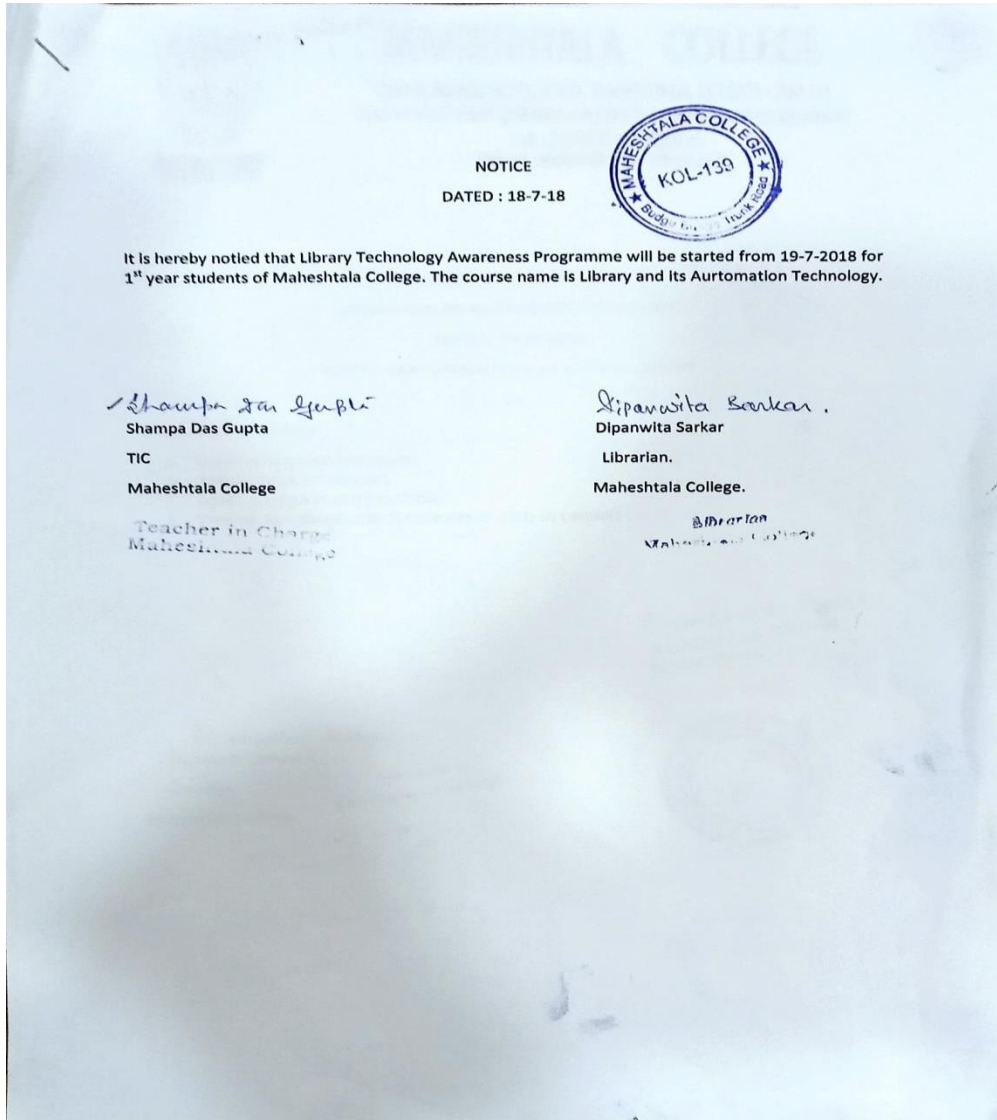 MAHESHTALA COLLEGE
KOL-139
Trunk Road
NOTICE
DATED : 18-7-18
It is hereby notied that Library Technology Awareness Programme will be started from 19-7-2018 for
1st year students of Maheshtala College. The course name is Library and its Aurtomation Technology.
Shampa Das Gupta
Shampa Das Gupta
TIC
Maheshtala College
Teacher in Charge
Dipanwita Sarkar.
Dipanwita Sarkar
Librarian.
Maheshtala College.
Librarian